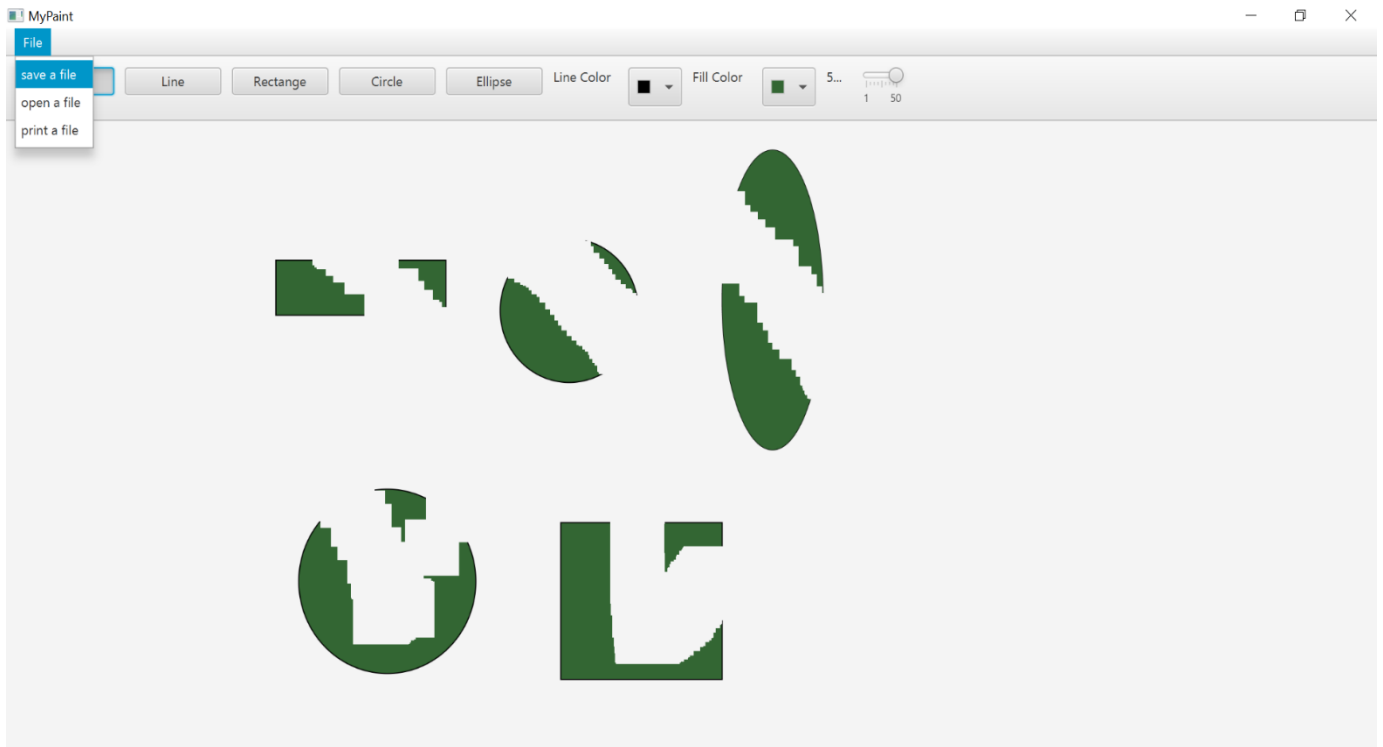 MyPaint
File
save a file
open a file
print a file
Line Rectange Circle Ellipse Line Color Fill Color 5...
1 50